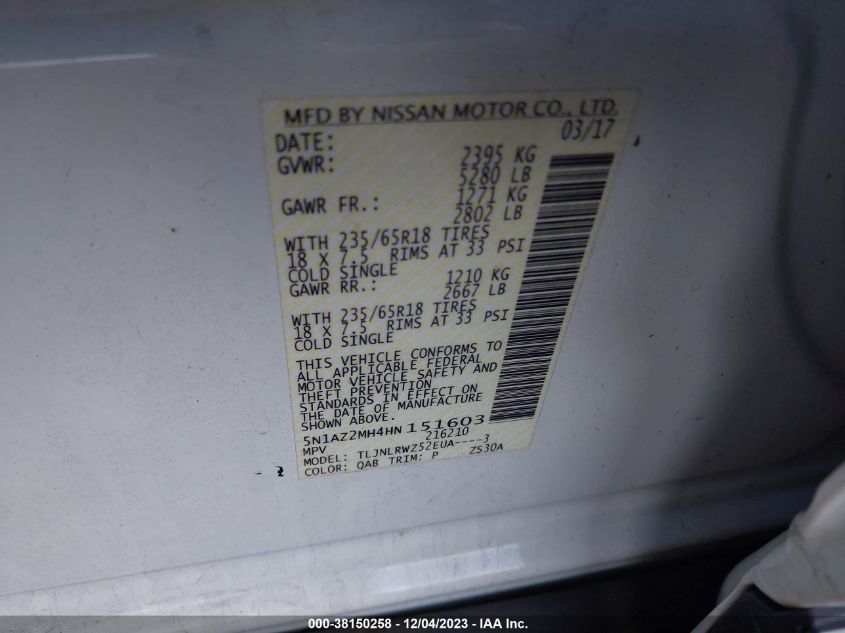 MFD BY NISSAN MOTOR CO., LTD.
DATE: 03/17
GVWR: 2395 KG
5280 LB
GAWR FR.: 1271 KG
2802 LB
WITH 235/65R18 TIRES
18 X 7.5 RIMS AT 33 PSI
COLD SINGLE
GAWR RR.: 1210 KG
2667 LB
WITH 235/65R18 TIRES
18 X 7.5 RIMS AT 33 PSI
COLD SINGLE
THIS VEHICLE CONFORMS TO
ALL APPLICABLE FEDERAL
MOTOR VEHICLE SAFETY AND
THEFT PREVENTION
STANDARDS IN EFFECT ON
THE DATE OF MANUFACTURE
SHOWN ABOVE.
5N1AZ2MH4HN151603
MPV 216210
MODEL: TLJNLRWZ52EUA----3
COLOR: QAB TRIM: P ZS30A
000-38150258 - 12/04/2023 - IAA Inc.